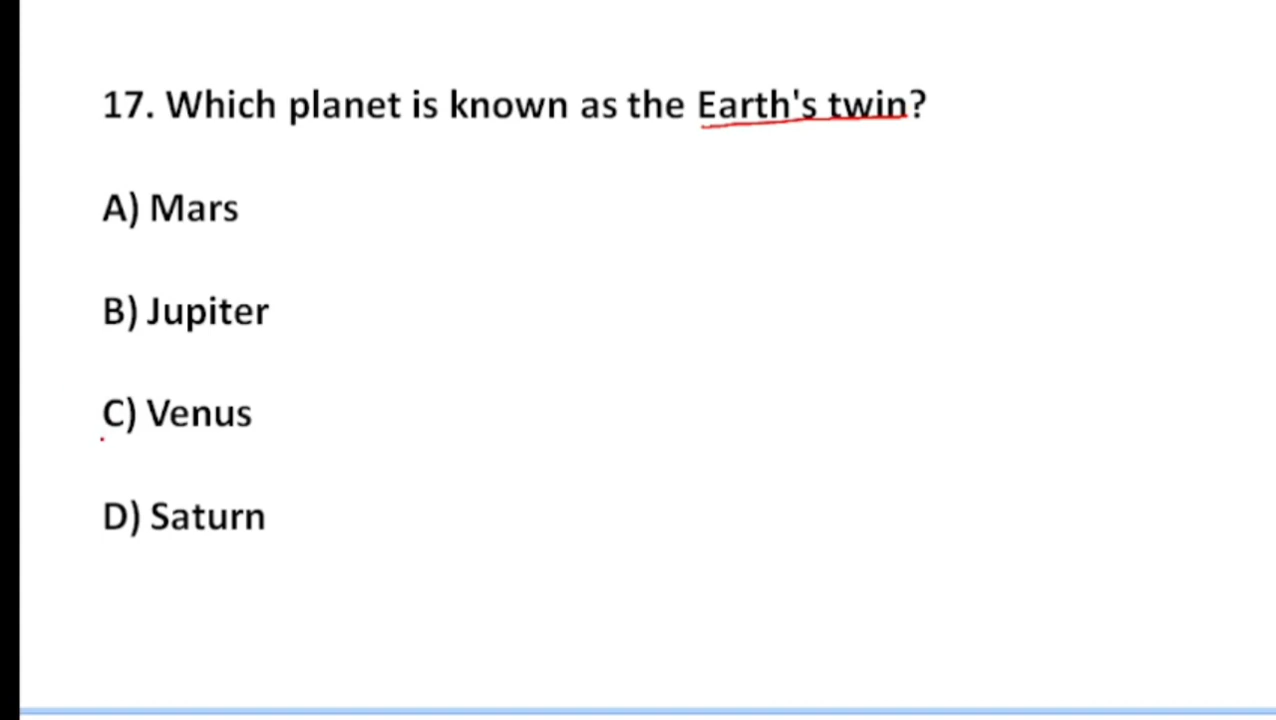 17. Which planet is known as the Earth's twin?
A) Mars
B) Jupiter
C) Venus
D) Saturn